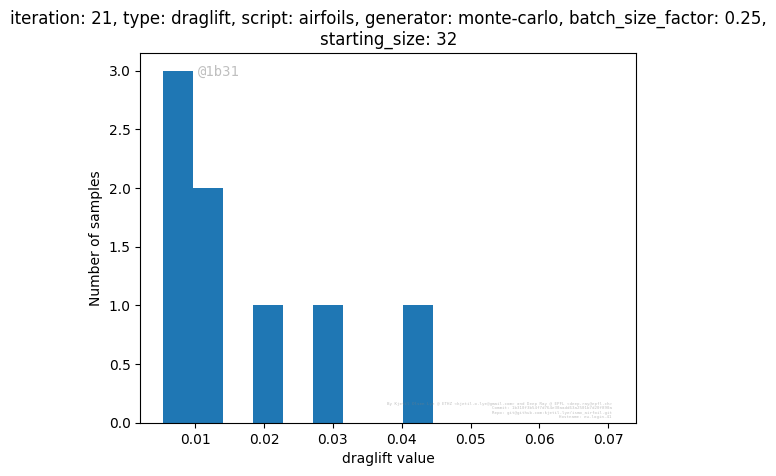 iteration: 21, type: draglift, script: airfoils, generator: monte-carlo, batch_size_factor: 0.25,
starting_size: 32
@1b31
3.0
2.5
2.0
1.5
1.0
0.5
0.0
Number of samples
0.01 0.02 0.03 0.04 0.05 0.06 0.07
draglift value